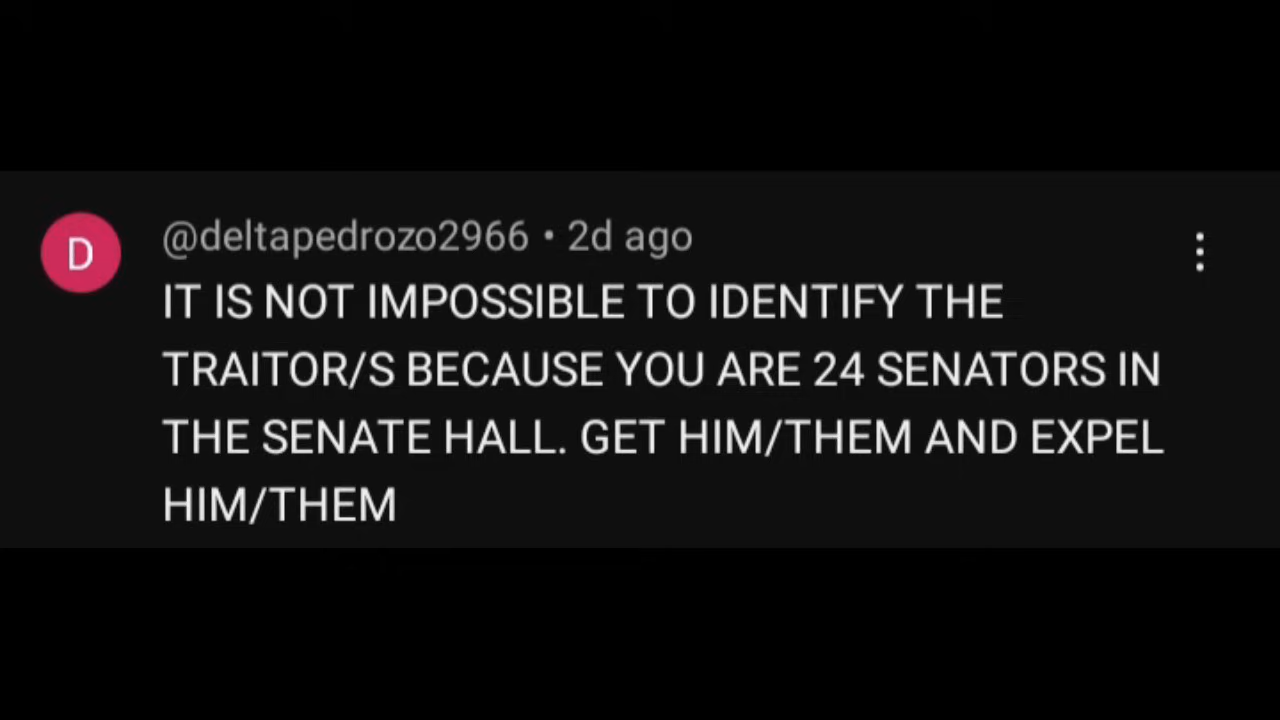 D
@deltapedrozo2966 • 2d ago
IT IS NOT IMPOSSIBLE TO IDENTIFY THE
TRAITOR/S BECAUSE YOU ARE 24 SENATORS IN
THE SENATE HALL. GET HIM/THEM AND EXPEL
HIM/THEM